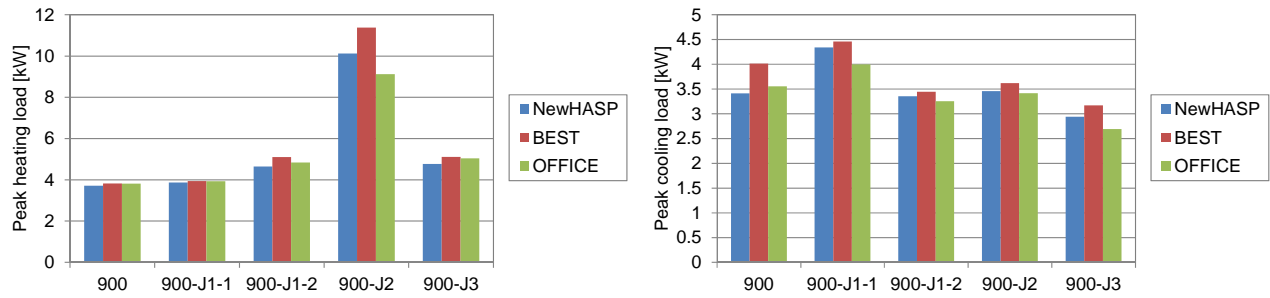 Peak heating load [kW]
12
10
8
6
4
2
0
900
900-J1-1
900-J1-2
900-J2
900-J3
NewHASP
BEST
OFFICE
Peak cooling load [kW]
5
4.5
4
3.5
3
2.5
2
1.5
1
0.5
0
900
900-J1-1
900-J1-2
900-J2
900-J3
NewHASP
BEST
OFFICE